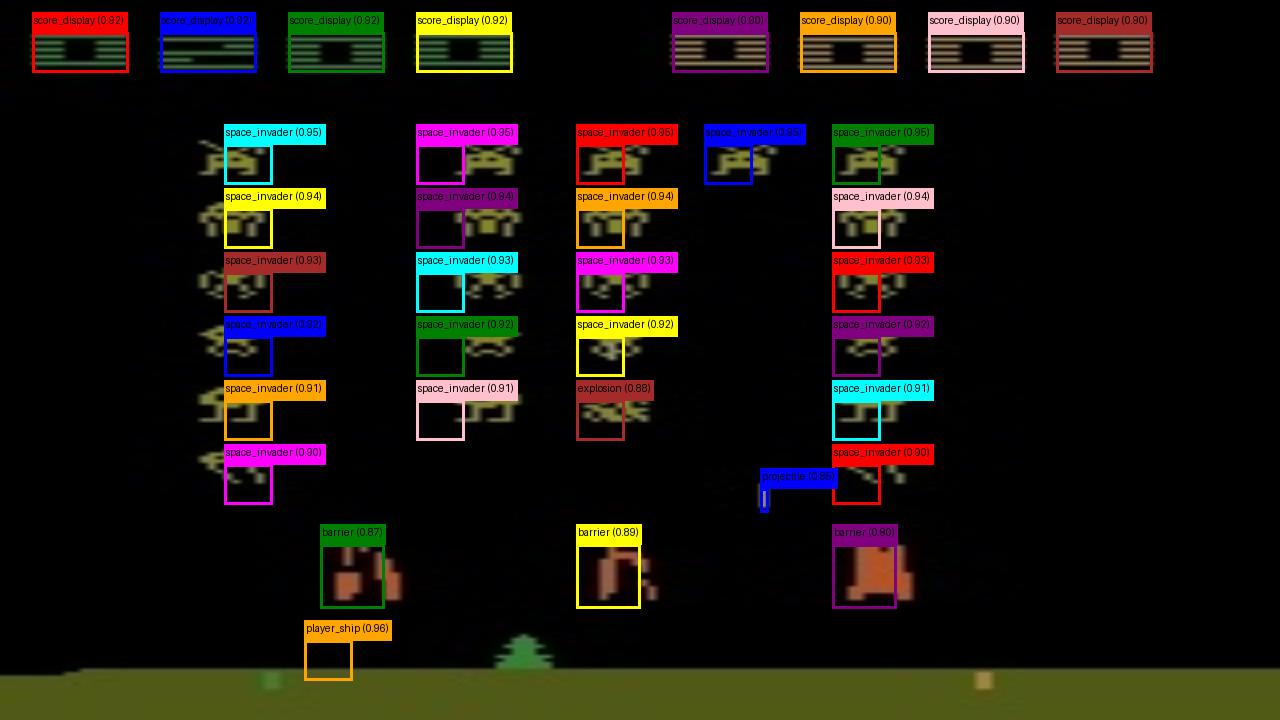 score_display (0.92) score_display (0.92) score_display (0.92) score_display (0.92) score_display (0.90) score_display (0.90) score_display (0.90) score_display (0.90)
space_invader (0.95) space_invader (0.95) space_invader (0.95) space_invader (0.95) space_invader (0.95)
space_invader (0.94) space_invader (0.94) space_invader (0.94) space_invader (0.94)
space_invader (0.93) space_invader (0.93) space_invader (0.93) space_invader (0.93)
space_invader (0.92) space_invader (0.92) space_invader (0.92) space_invader (0.92)
space_invader (0.91) space_invader (0.91) explosion (0.88) space_invader (0.91)
space_invader (0.90) space_invader (0.90)
projectile (0.85)
barrier (0.87) barrier (0.89) barrier (0.90)
player_ship (0.96)